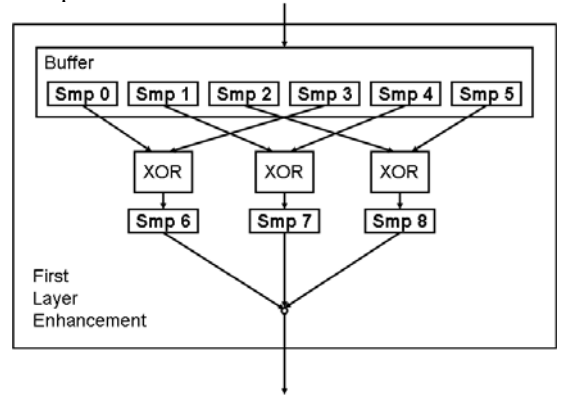 Buffer
Smp 0 Smp 1 Smp 2 Smp 3 Smp 4 Smp 5
XOR XOR XOR
Smp 6 Smp 7 Smp 8
First
Layer
Enhancement